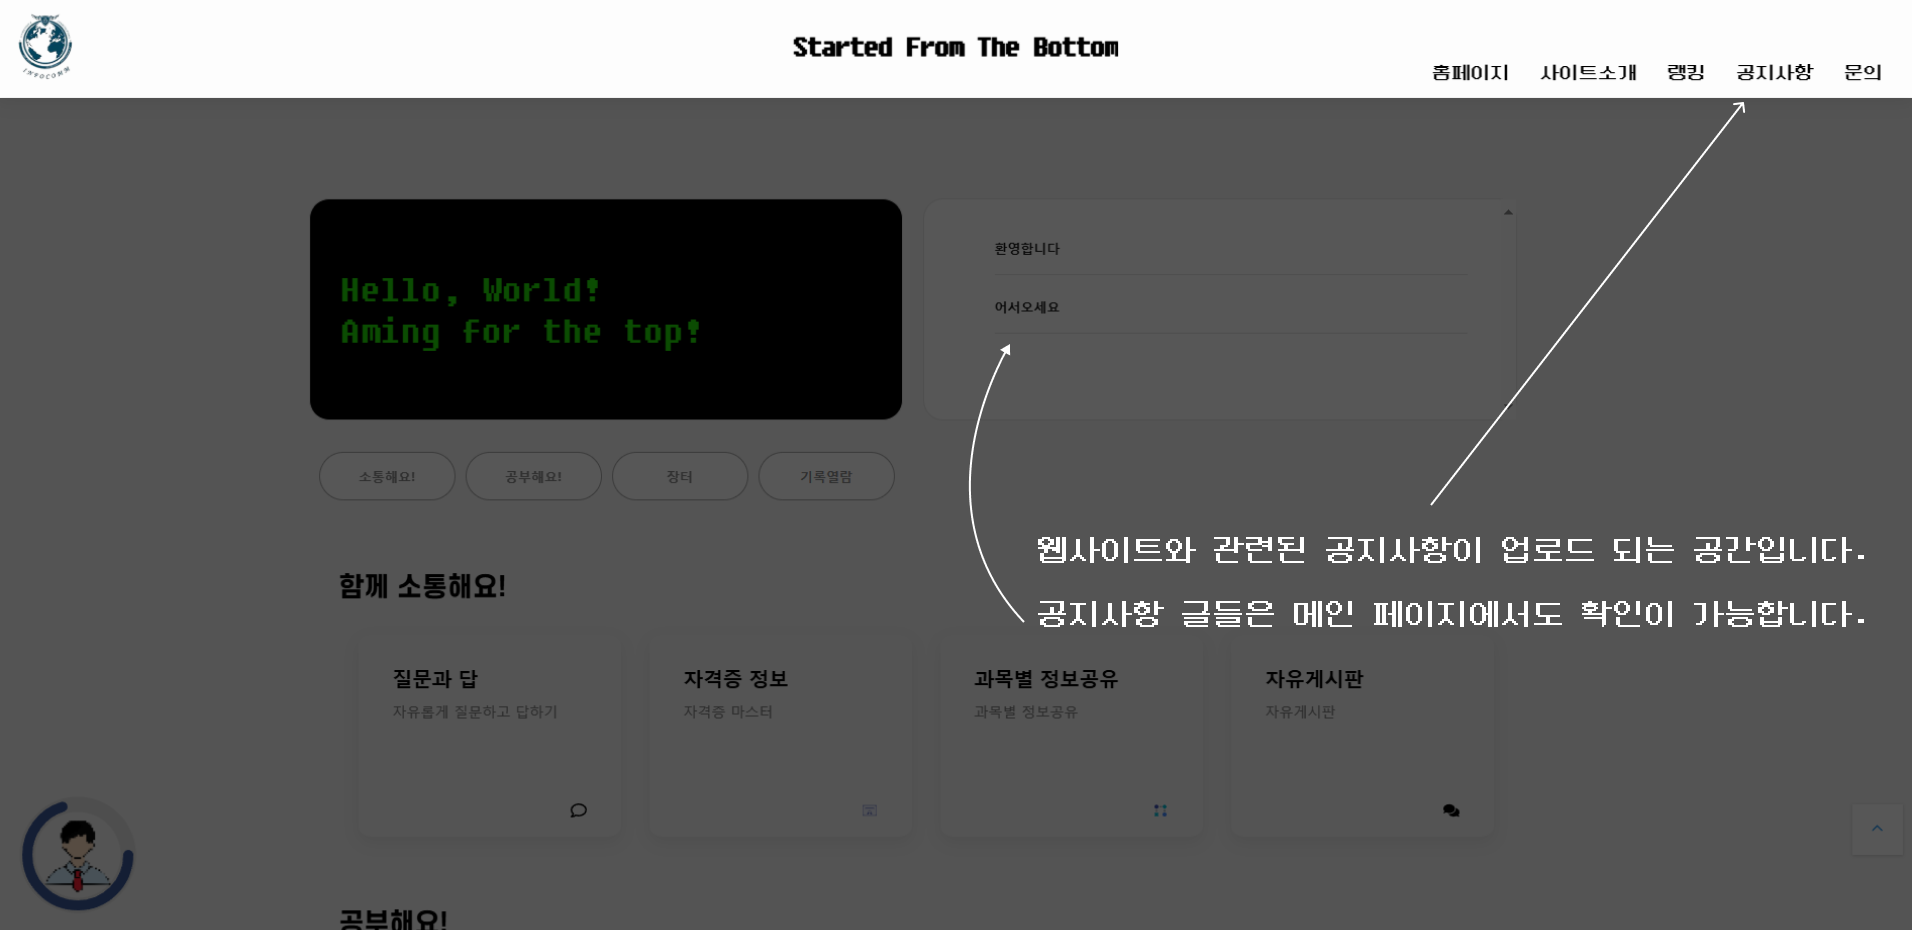 INFOCOMM
Started From The Bottom
홈페이지 사이트소개 랭킹 공지사항 문의
Hello, World!
Aming for the top!
환영합니다
어서오세요
소통해요! 공부해요! 장터 기록열람
웹사이트와 관련된 공지사항이 업로드 되는 공간입니다.
공지사항 글들은 메인 페이지에서도 확인이 가능합니다.
함께 소통해요!
질문과 답
자유롭게 질문하고 답하기
자격증 정보
자격증 마스터
과목별 정보공유
과목별 정보공유
자유게시판
자유게시판
공부해요!